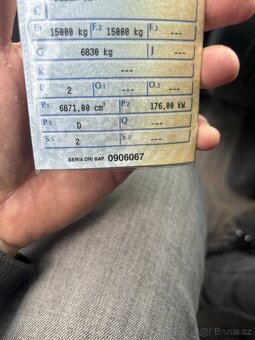 C
F.1 15000 kg F.2 15000 kg F.3 ---
G 6830 kg J ---
K ---
L 2 O.1 --- O.2 ---
P.1 6871,00 cm³ P.2 176,00 kW
P.3 D Q ---
S.1 2 S.2 ---
SERIA DR/ BAP 0906067
Bazos.cz